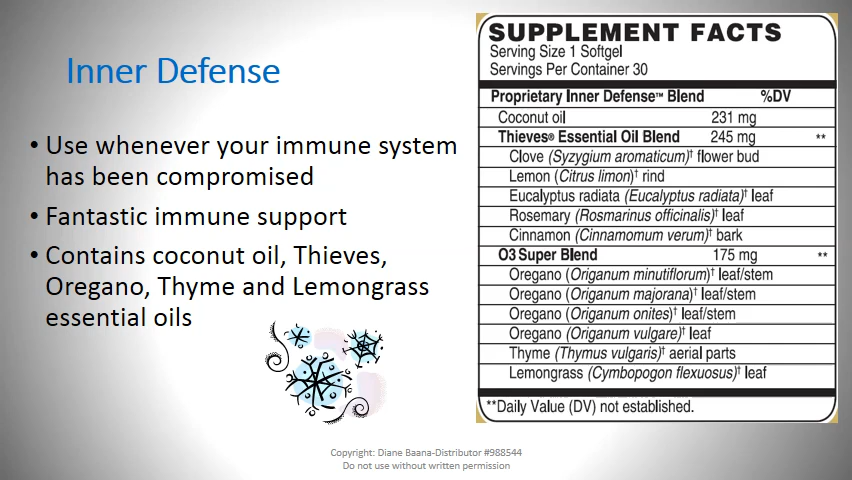 Inner Defense
• Use whenever your immune system
has been compromised
• Fantastic immune support
• Contains coconut oil, Thieves,
Oregano, Thyme and Lemongrass
essential oils
SUPPLEMENT FACTS
Serving Size 1 Softgel
Servings Per Container 30
Proprietary Inner Defense™ Blend %DV
Coconut oil 231 mg
Thieves® Essential Oil Blend 245 mg **
Clove (Syzygium aromaticum)† flower bud
Lemon (Citrus limon)† rind
Eucalyptus radiata (Eucalyptus radiata)† leaf
Rosemary (Rosmarinus officinalis)† leaf
Cinnamon (Cinnamomum verum)† bark
O3 Super Blend 175 mg **
Oregano (Origanum minutiflorum)† leaf/stem
Oregano (Origanum majorana)† leaf/stem
Oregano (Origanum onites)† leaf/stem
Oregano (Origanum vulgare)† leaf
Thyme (Thymus vulgaris)† aerial parts
Lemongrass (Cymbopogon flexuosus)† leaf
**Daily Value (DV) not established.
Copyright: Diane Baana-Distributor #988544
Do not use without written permission